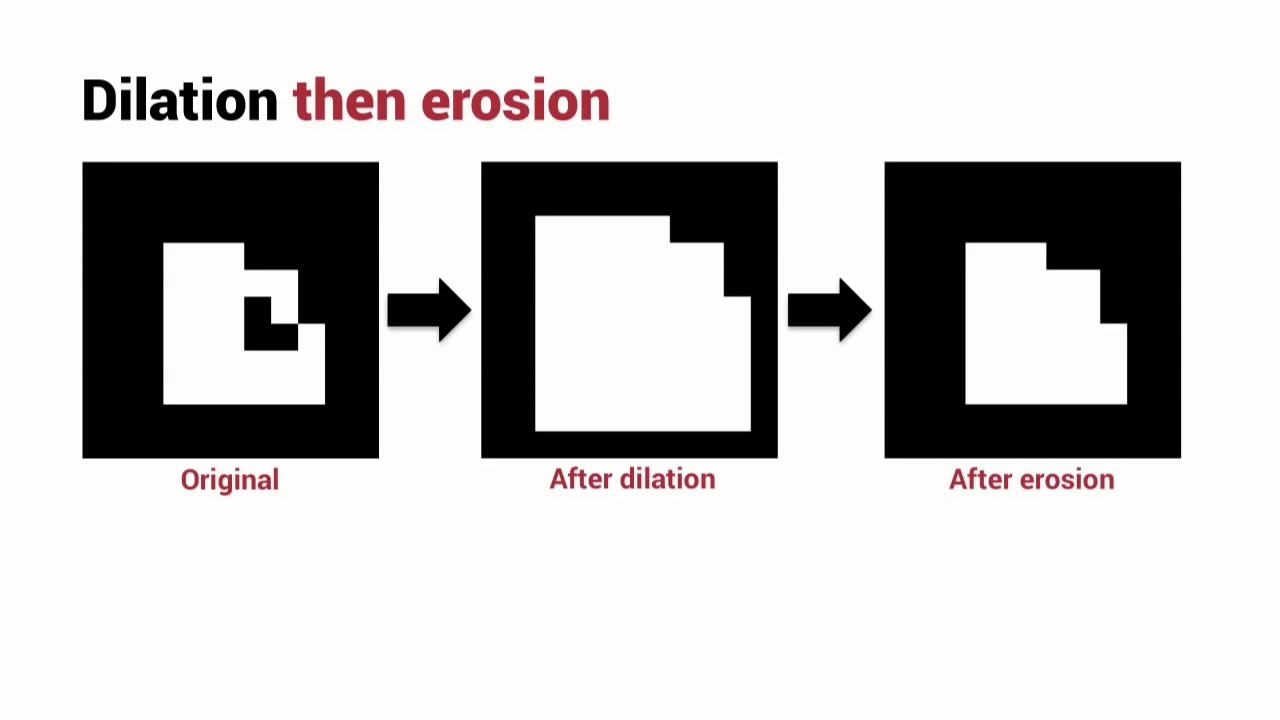 Dilation then erosion
Original
After dilation
After erosion